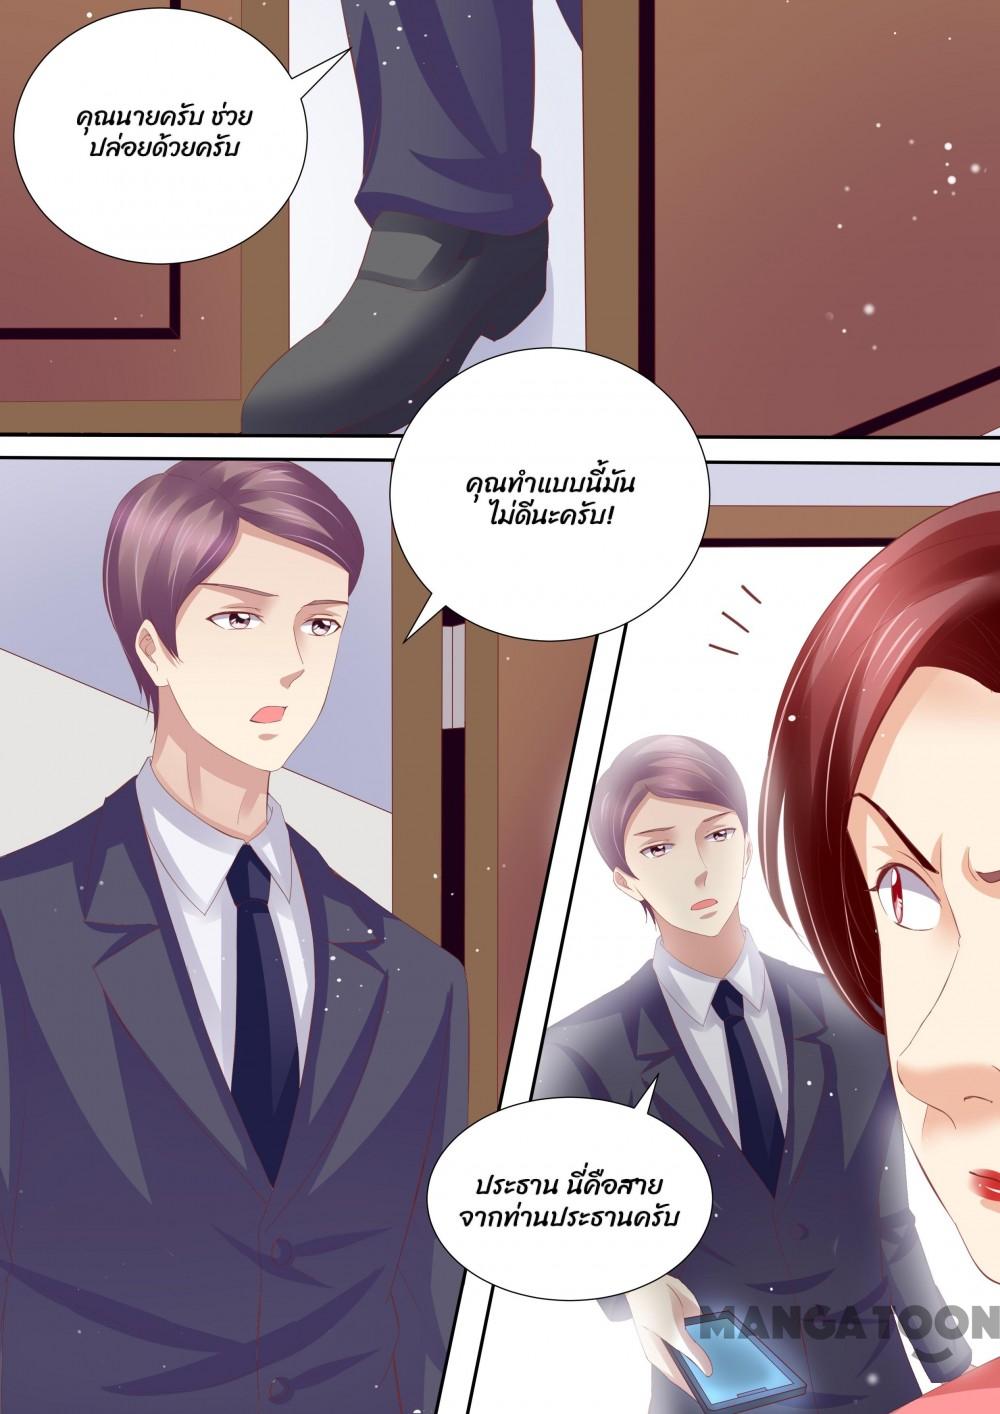 คุณนายครับ ช่วย
ปล่อยด้วยครับ
คุณทำแบบนี้มัน
ไม่ดีนะครับ!
ประธาน นี่คือสาย
จากท่านประธานครับ
MANGATOON